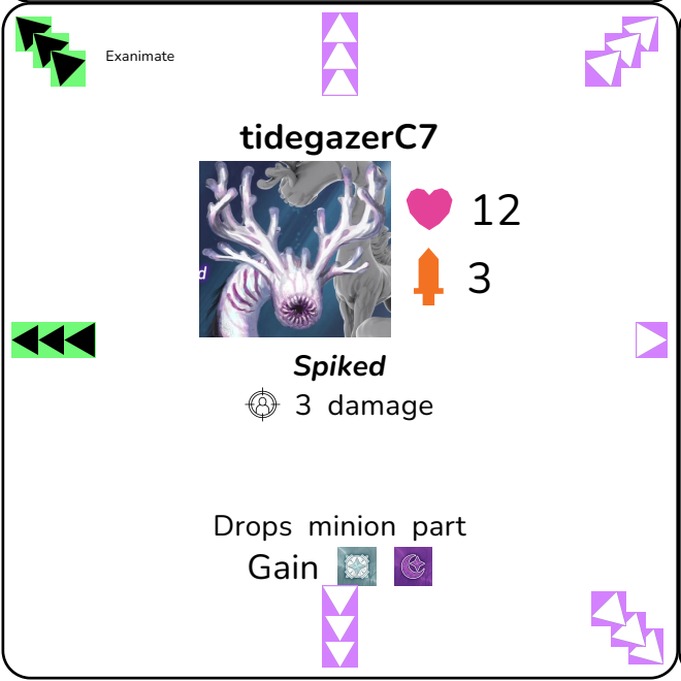 Exanimate
tidegazerC7
12
3
d
Spiked
3 damage
Drops minion part
Gain